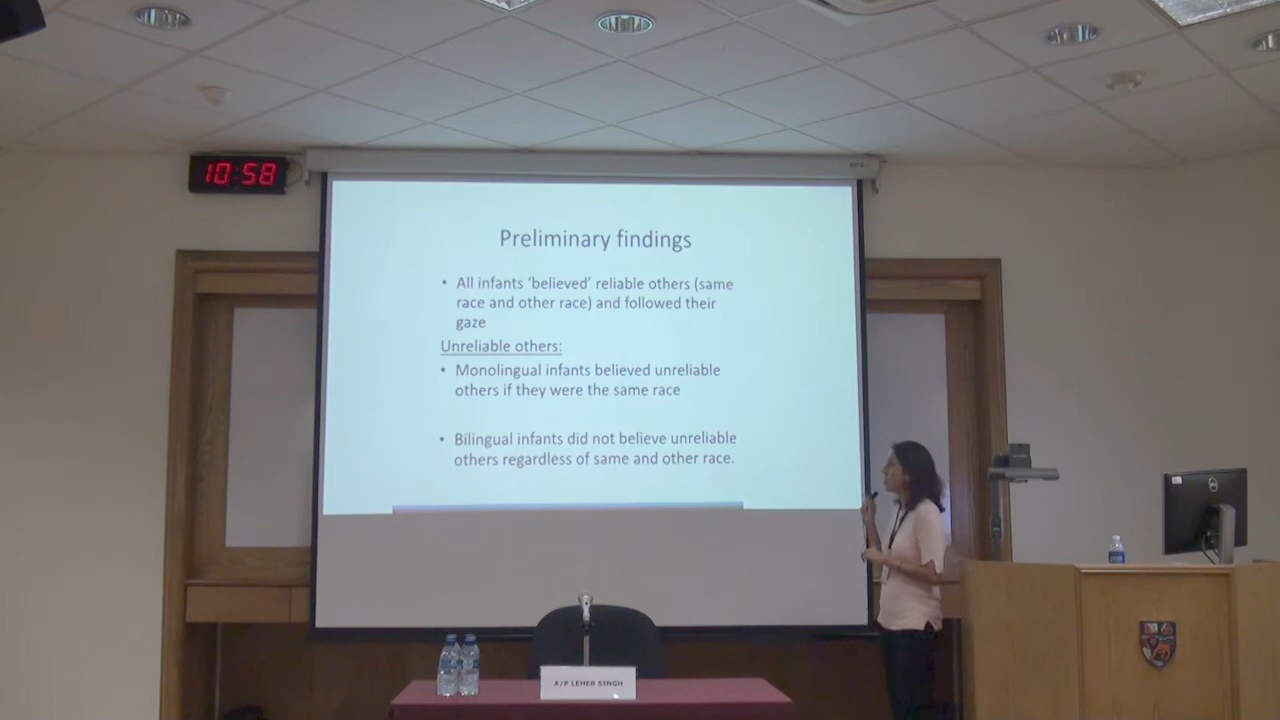 10:58
Preliminary findings
• All infants ‘believed’ reliable others (same
race and other race) and followed their
gaze
Unreliable others:
• Monolingual infants believed unreliable
others if they were the same race
• Bilingual infants did not believe unreliable
others regardless of same and other race.
A/P LEHER SINGH